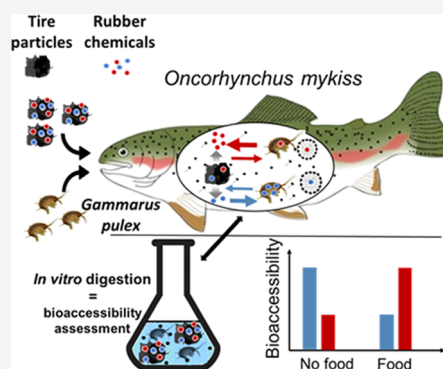 Tire
particles
Rubber
chemicals
Oncorhynchus mykiss
Gammarus
pulex
In vitro digestion
=
bioaccessibility
assessment
Bioaccessibility
No food
Food